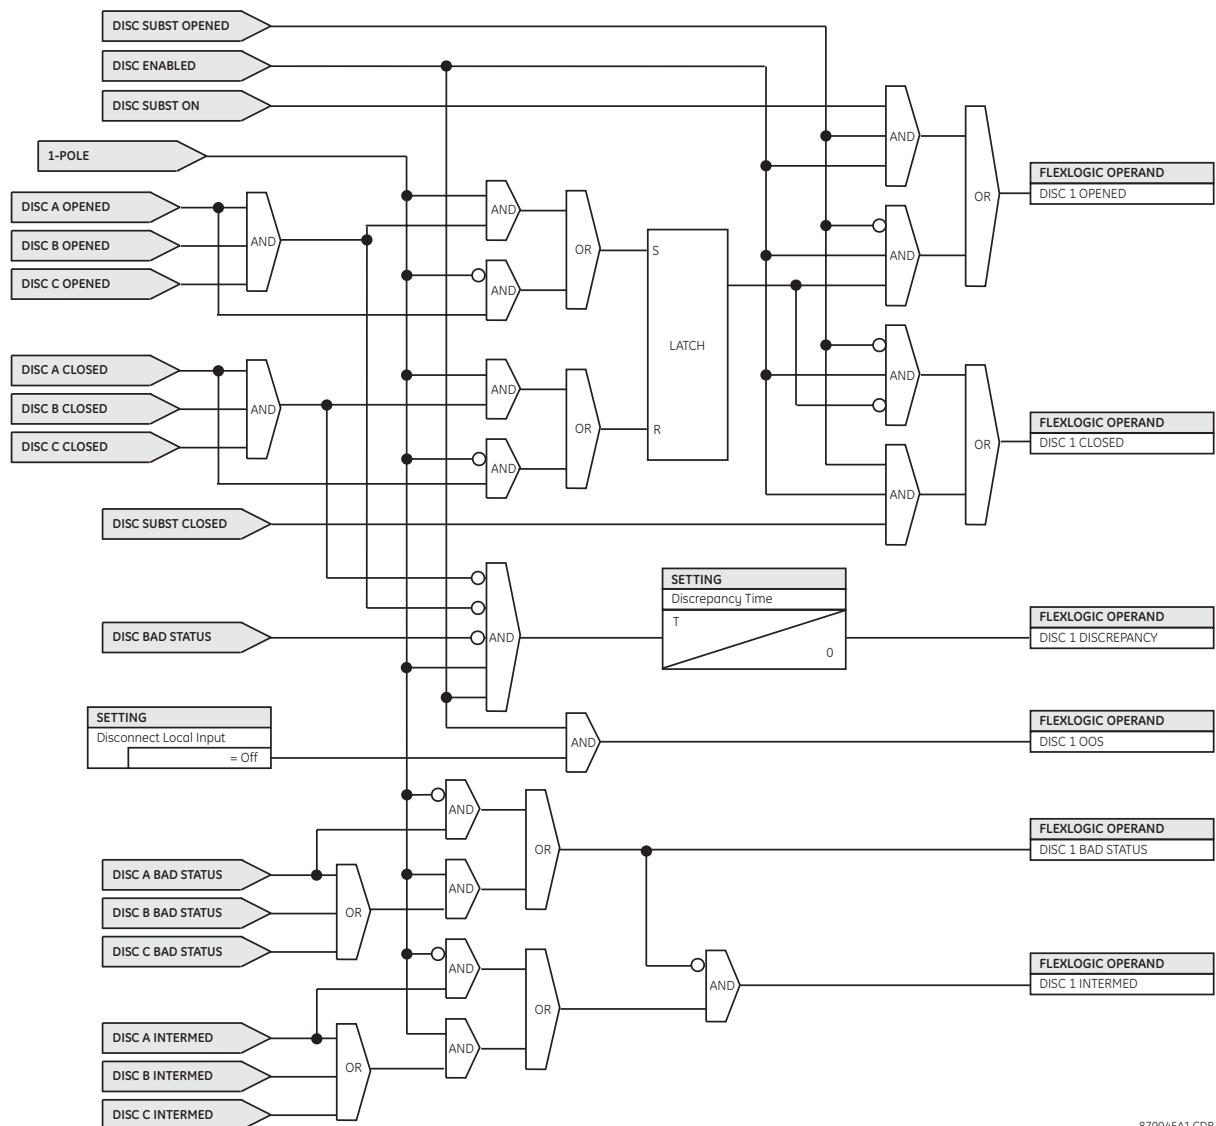 DISC SUBST OPENED
DISC ENABLED
DISC SUBST ON
AND
1-POLE
OR
FLEXLOGIC OPERAND
DISC 1 OPENED
DISC A OPENED
DISC B OPENED
DISC C OPENED
AND
AND
AND
OR
S
AND
LATCH
DISC A CLOSED
DISC B CLOSED
DISC C CLOSED
AND
AND
AND
OR
R
AND
OR
FLEXLOGIC OPERAND
DISC 1 CLOSED
AND
DISC SUBST CLOSED
SETTING
Discrepancy Time
T
0
DISC BAD STATUS
AND
FLEXLOGIC OPERAND
DISC 1 DISCREPANCY
SETTING
Disconnect Local Input
= Off
AND
FLEXLOGIC OPERAND
DISC 1 OOS
AND
OR
FLEXLOGIC OPERAND
DISC 1 BAD STATUS
DISC A BAD STATUS
DISC B BAD STATUS
DISC C BAD STATUS
OR
AND
AND
AND
FLEXLOGIC OPERAND
DISC 1 INTERMED
OR
DISC A INTERMED
DISC B INTERMED
DISC C INTERMED
OR
AND
870045A1.CDR